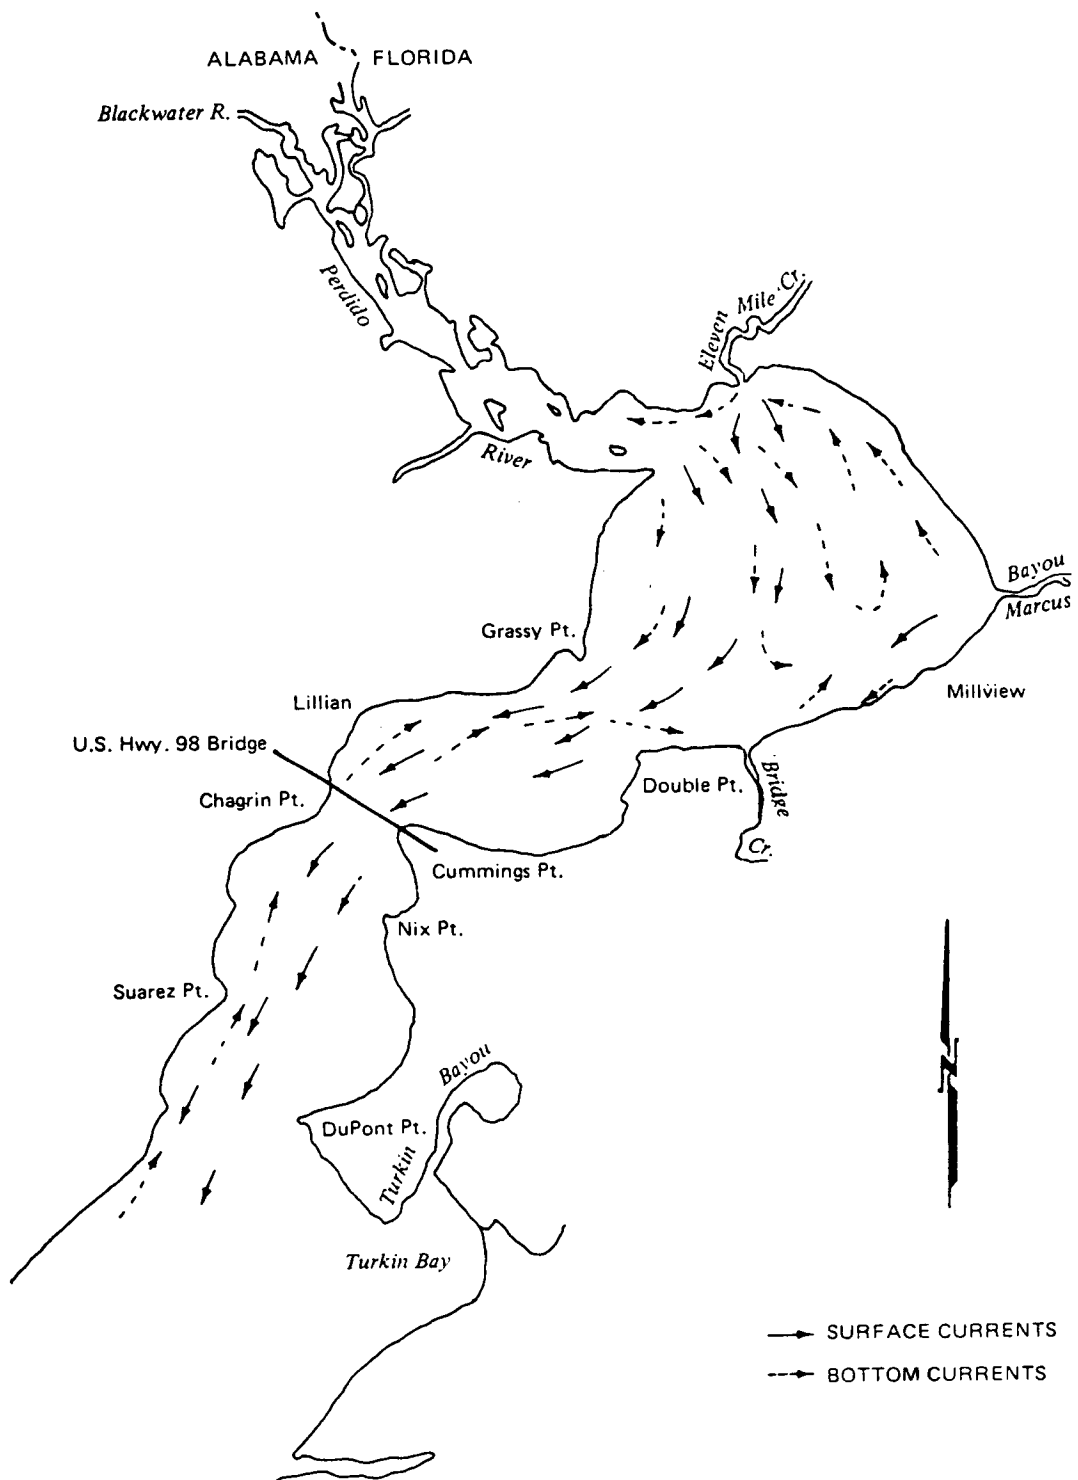 ALABAMA FLORIDA
Blackwater R.
Perdido
River
Eleven Mile Cr.
Bayou
Marcus
Grassy Pt.
Lillian
Millview
U.S. Hwy. 98 Bridge
Chagrin Pt.
Double Pt.
Bridge
Cr.
Cummings Pt.
Nix Pt.
Suarez Pt.
Bayou
DuPont Pt.
Turkin
Turkin Bay
N
SURFACE CURRENTS
BOTTOM CURRENTS